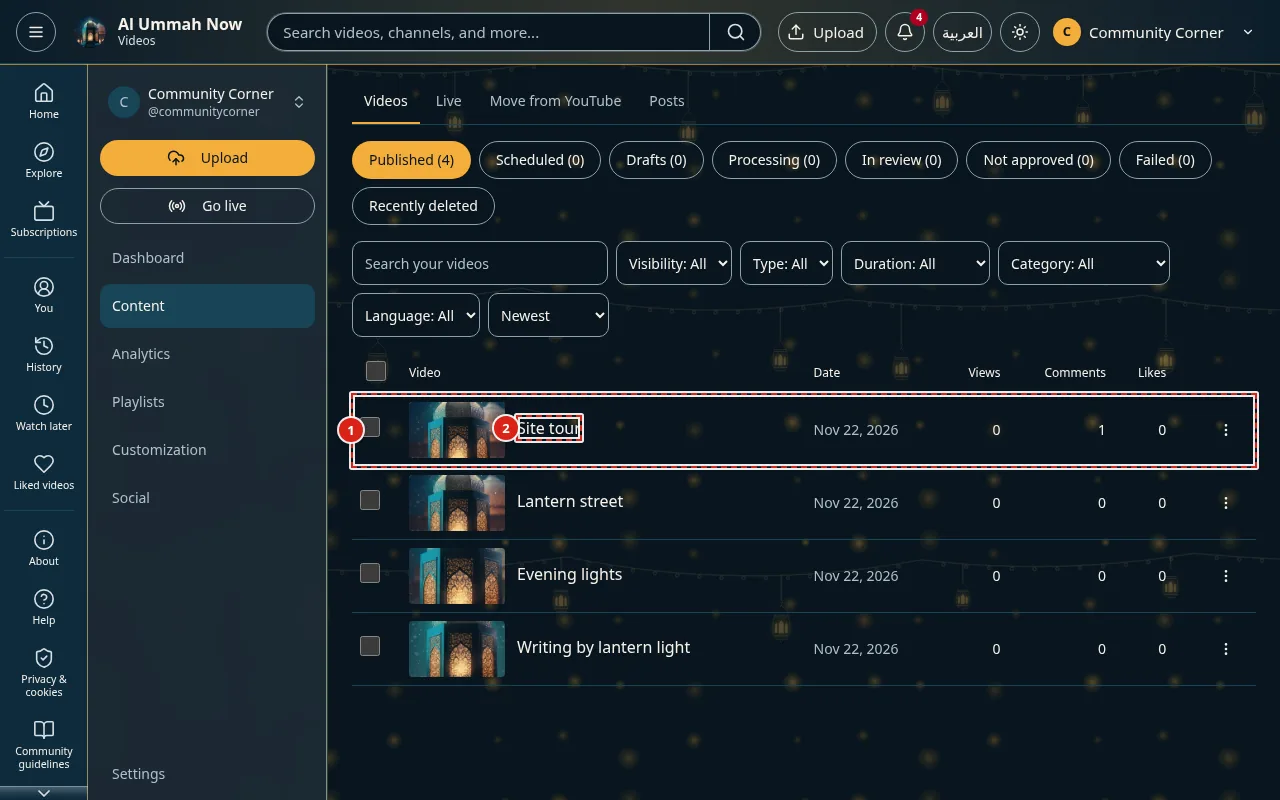 Al Ummah Now
Videos
Search videos, channels, and more...
Upload
4
العربية
C
Community Corner
Home
Explore
Subscriptions
You
History
Watch later
Liked videos
About
Help
Privacy &
cookies
Community
guidelines
C
Community Corner
@communitycorner
Upload
Go live
Dashboard
Content
Analytics
Playlists
Customization
Social
Settings
Videos Live Move from YouTube Posts
Published (4) Scheduled (0) Drafts (0) Processing (0) In review (0) Not approved (0) Failed (0)
Recently deleted
Search your videos Visibility: All Type: All Duration: All Category: All
Language: All Newest
Video Date Views Comments Likes
1 2 Site tour Nov 22, 2026 0 1 0
Lantern street Nov 22, 2026 0 0 0
Evening lights Nov 22, 2026 0 0 0
Writing by lantern light Nov 22, 2026 0 0 0